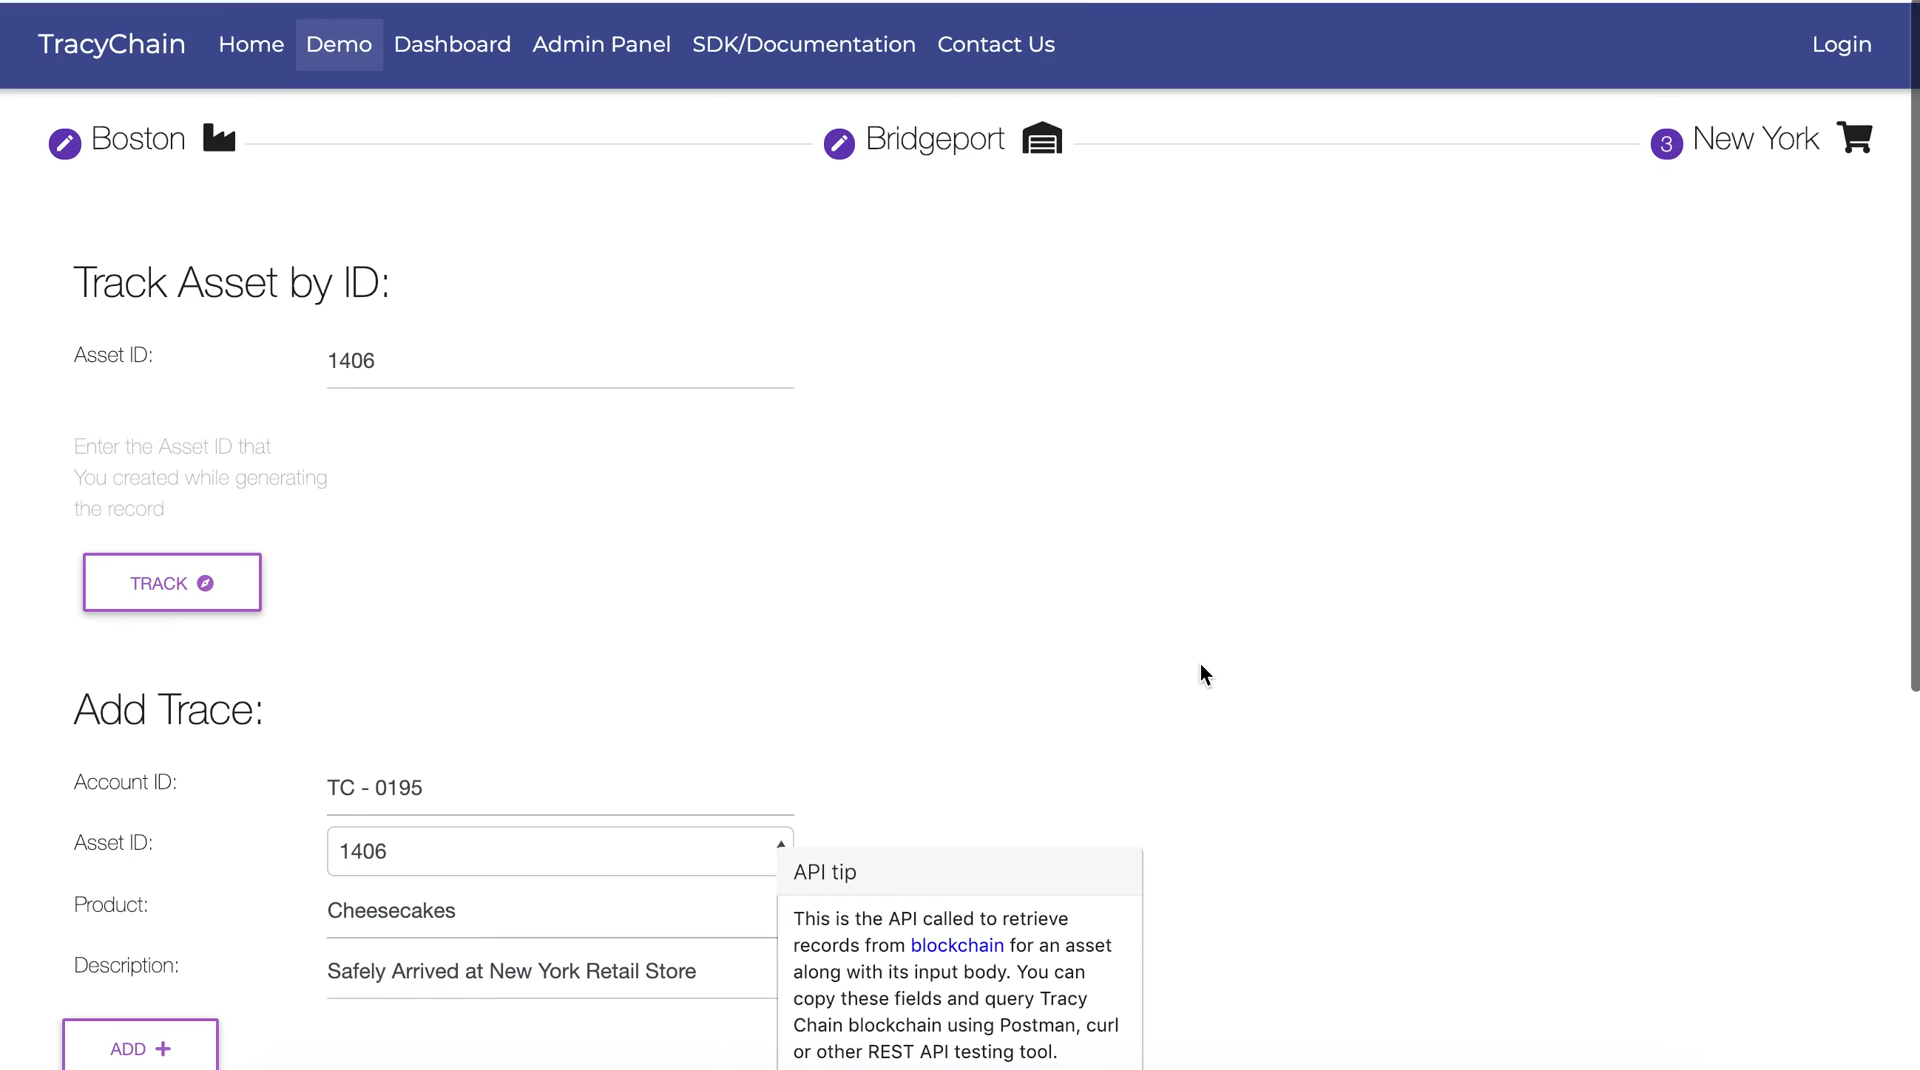 TracyChain Home Demo Dashboard Admin Panel SDK/Documentation Contact Us Login
Boston Bridgeport 3 New York
Track Asset by ID:
Asset ID: 1406
Enter the Asset ID that
You created while generating
the record
TRACK
Add Trace:
Account ID: TC - 0195
Asset ID: 1406
Product: Cheesecakes
Description: Safely Arrived at New York Retail Store
ADD +
API tip
This is the API called to retrieve
records from blockchain for an asset
along with its input body. You can
copy these fields and query Tracy
Chain blockchain using Postman, curl
or other REST API testing tool.